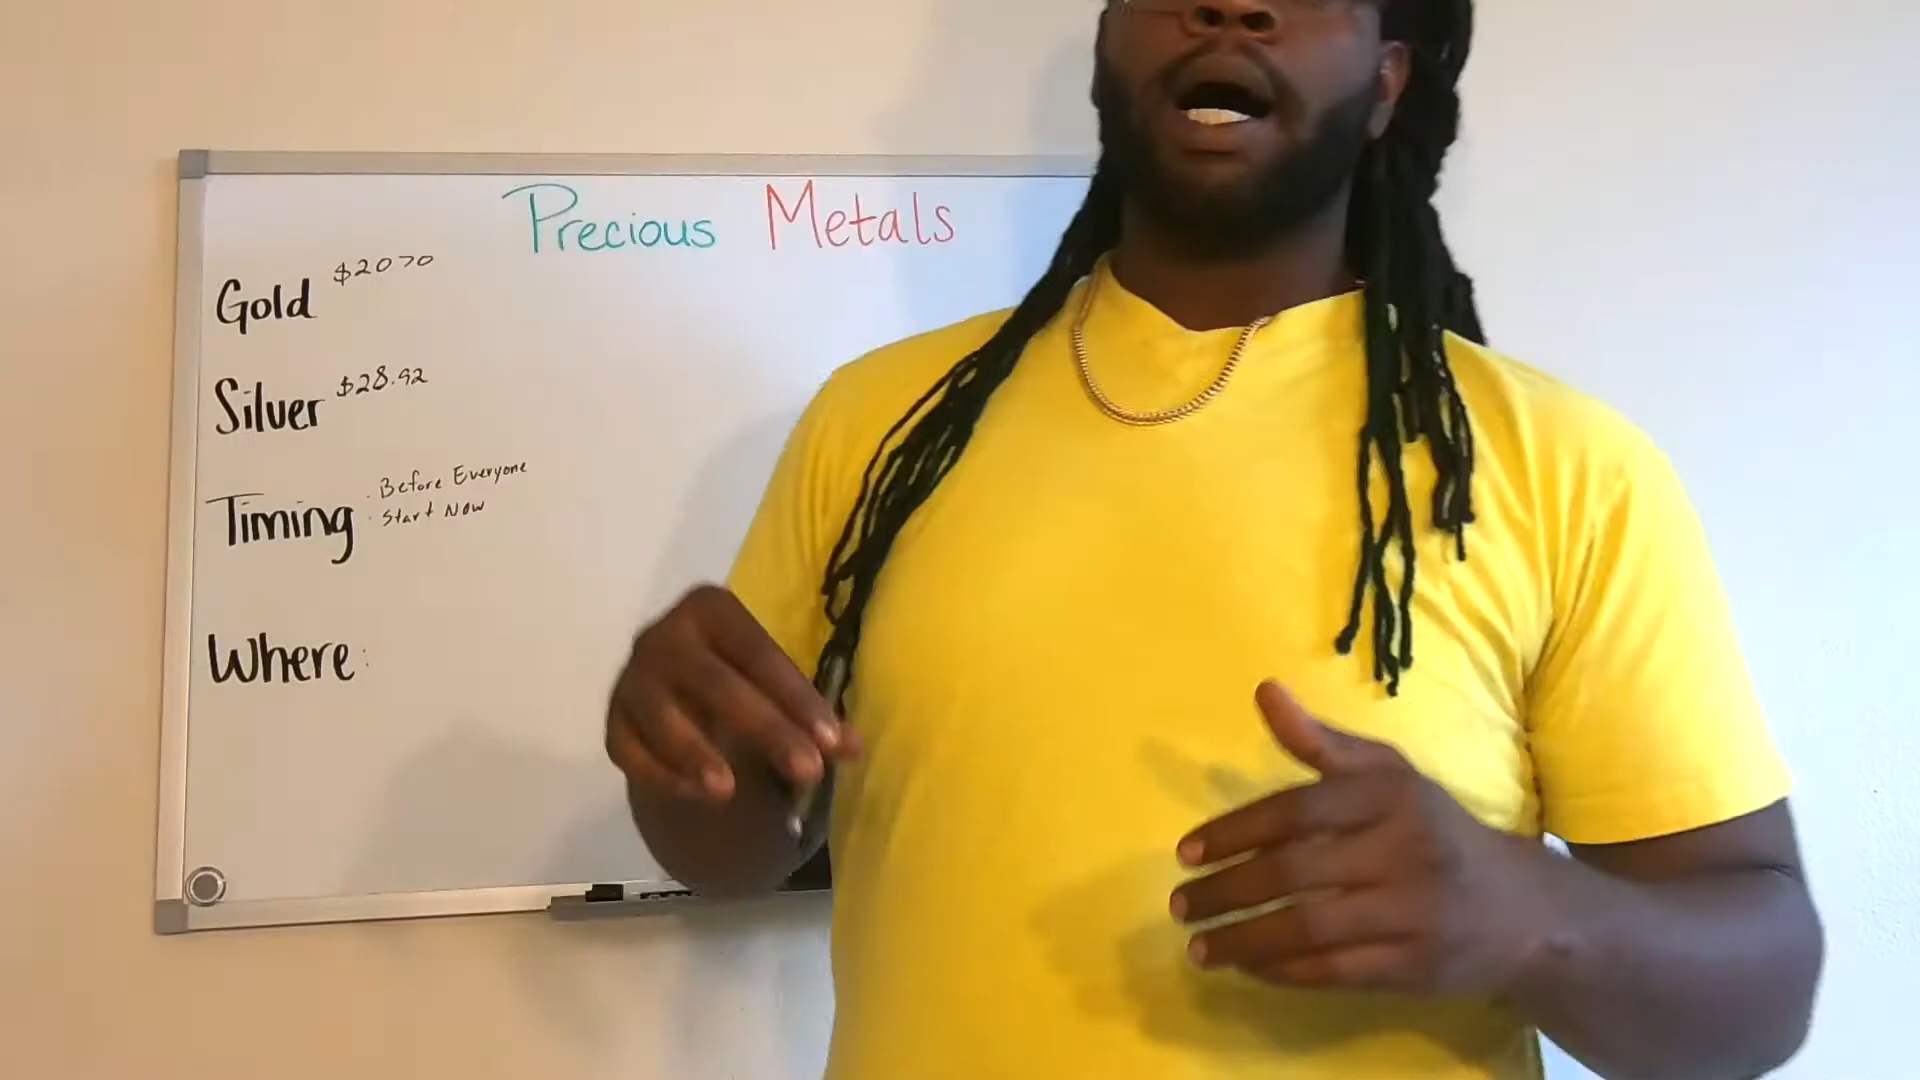 Precious Metals
Gold $2070
Silver $28.92
Timing · Before Everyone
· Start Now
Where: